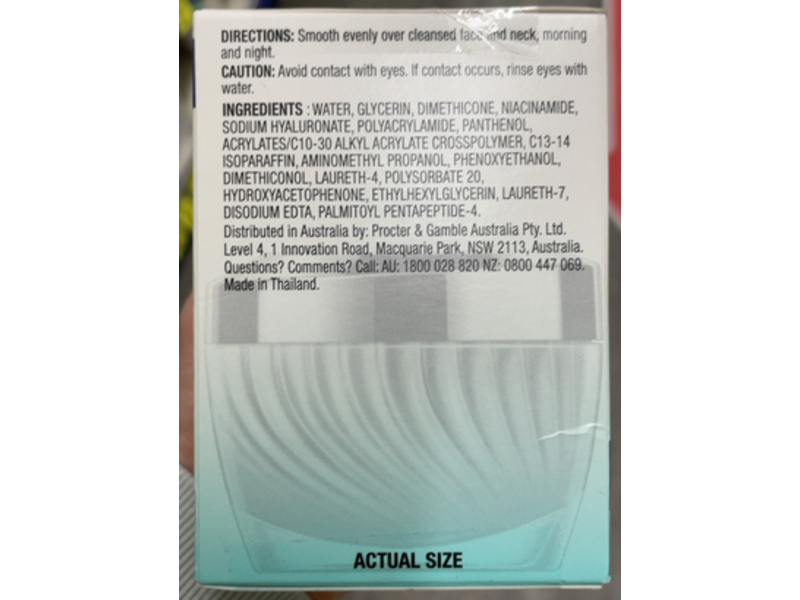 DIRECTIONS: Smooth evenly over cleansed face and neck, morning
and night.
CAUTION: Avoid contact with eyes. If contact occurs, rinse eyes with
water.
INGREDIENTS : WATER, GLYCERIN, DIMETHICONE, NIACINAMIDE,
SODIUM HYALURONATE, POLYACRYLAMIDE, PANTHENOL,
ACRYLATES/C10-30 ALKYL ACRYLATE CROSSPOLYMER, C13-14
ISOPARAFFIN, AMINOMETHYL PROPANOL, PHENOXYETHANOL,
DIMETHICONOL, LAURETH-4, POLYSORBATE 20,
HYDROXYACETOPHENONE, ETHYLHEXYLGLYCERIN, LAURETH-7,
DISODIUM EDTA, PALMITOYL PENTAPEPTIDE-4.
Distributed in Australia by: Procter & Gamble Australia Pty. Ltd.
Level 4, 1 Innovation Road, Macquarie Park, NSW 2113, Australia.
Questions? Comments? Call: AU: 1800 028 820 NZ: 0800 447 069.
Made in Thailand.
ACTUAL SIZE